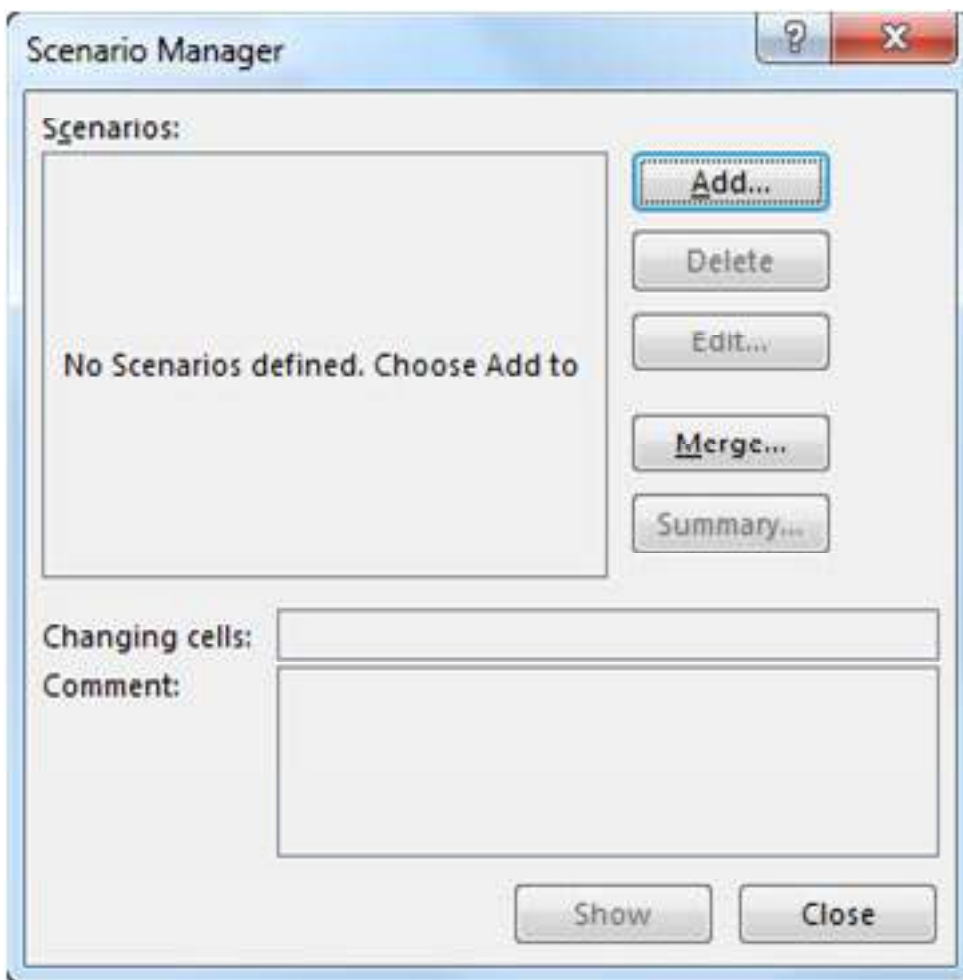 Scenario Manager
?
X
Scenarios:
Add...
Delete
No Scenarios defined. Choose Add to
Edit...
Merge...
Summary...
Changing cells:
Comment:
Show
Close